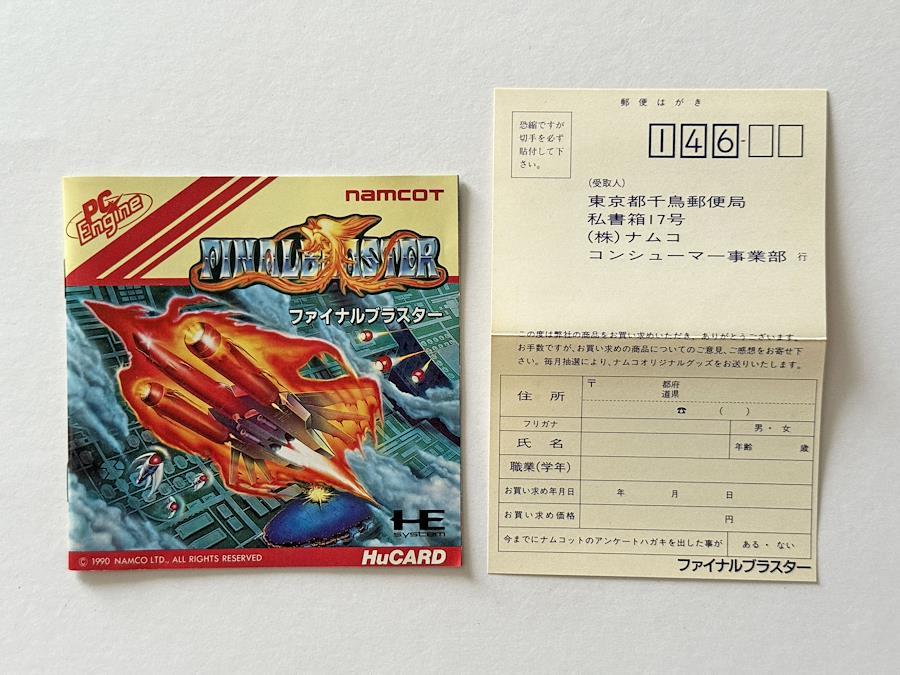 PC Engine
namcot
FINAL BLASTER
ファイナルブラスター
HE
system
© 1990 NAMCO LTD., ALL RIGHTS RESERVED
HuCARD
郵便はがき
恐縮ですが
切手を必ず
貼付して下
さい。
146-
(受取人)
東京都千鳥郵便局
私書箱17号
(株)ナムコ
コンシューマー事業部 行
この度は弊社の商品をお買い求めいただき、ありがとうございます。
お手数ですが、お買い求めの商品についてのご意見、ご感想をお寄せ下
さい。毎月抽選により、ナムコオリジナルグッズをお送りいたします。
住所 〒 都府
道県
☎ ( )
フリガナ 男・女
氏名 年齢 歳
職業(学年)
お買い求め年月日 年 月 日
お買い求め価格 円
今までにナムコットのアンケートハガキを出した事が ある・ない
ファイナルブラスター